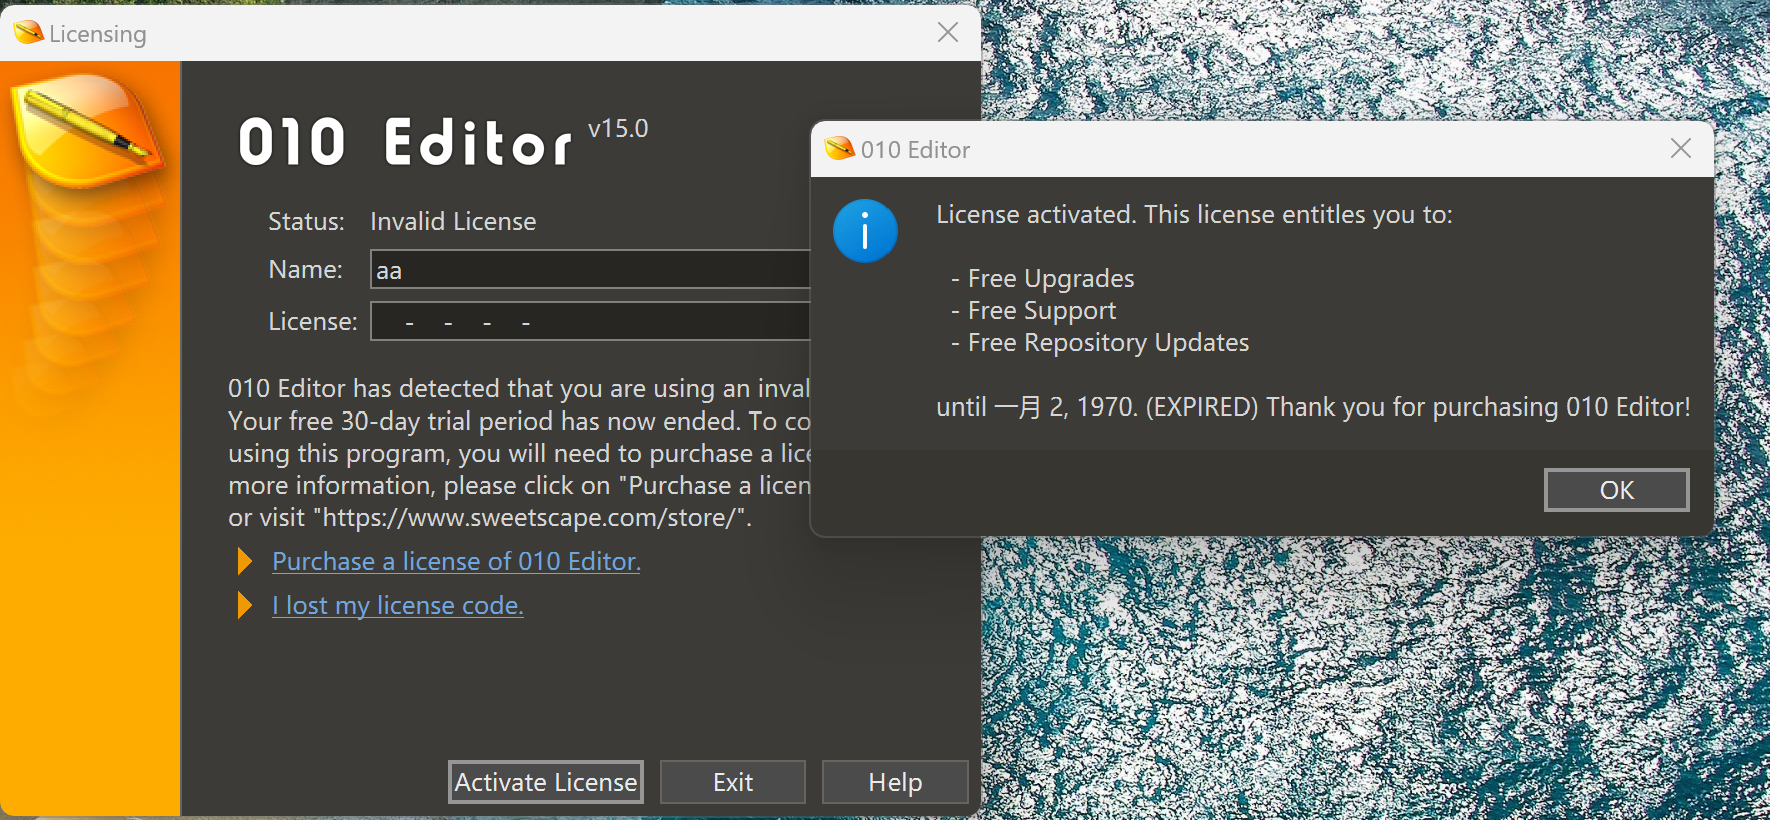 Licensing
010 Editor v15.0
Status: Invalid License
Name: aa
License: - - - -
010 Editor has detected that you are using an
Your free 30-day trial period has now ended. To
using this program, you will need to purchase a
more information, please click on "Purchase a
or visit "https://www.sweetscape.com/store/".
Purchase a license of 010 Editor.
I lost my license code.
Activate License
Exit
Help
010 Editor
License activated. This license entitles you to:
- Free Upgrades
- Free Support
- Free Repository Updates
until 一月 2, 1970. (EXPIRED) Thank you for purchasing 010 Editor!
OK